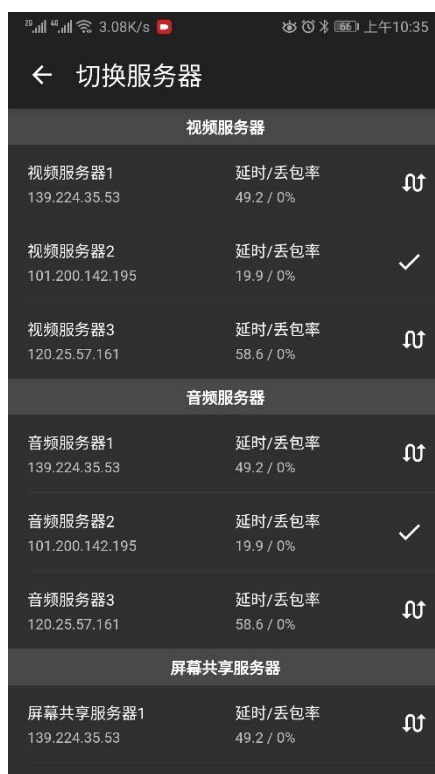 2G 4G 3.08K/s 66 上午10:35
切换服务器
视频服务器
视频服务器1 延时/丢包率
139.224.35.53 49.2 / 0%
视频服务器2 延时/丢包率
101.200.142.195 19.9 / 0%
视频服务器3 延时/丢包率
120.25.57.161 58.6 / 0%
音频服务器
音频服务器1 延时/丢包率
139.224.35.53 49.2 / 0%
音频服务器2 延时/丢包率
101.200.142.195 19.9 / 0%
音频服务器3 延时/丢包率
120.25.57.161 58.6 / 0%
屏幕共享服务器
屏幕共享服务器1 延时/丢包率
139.224.35.53 49.2 / 0%